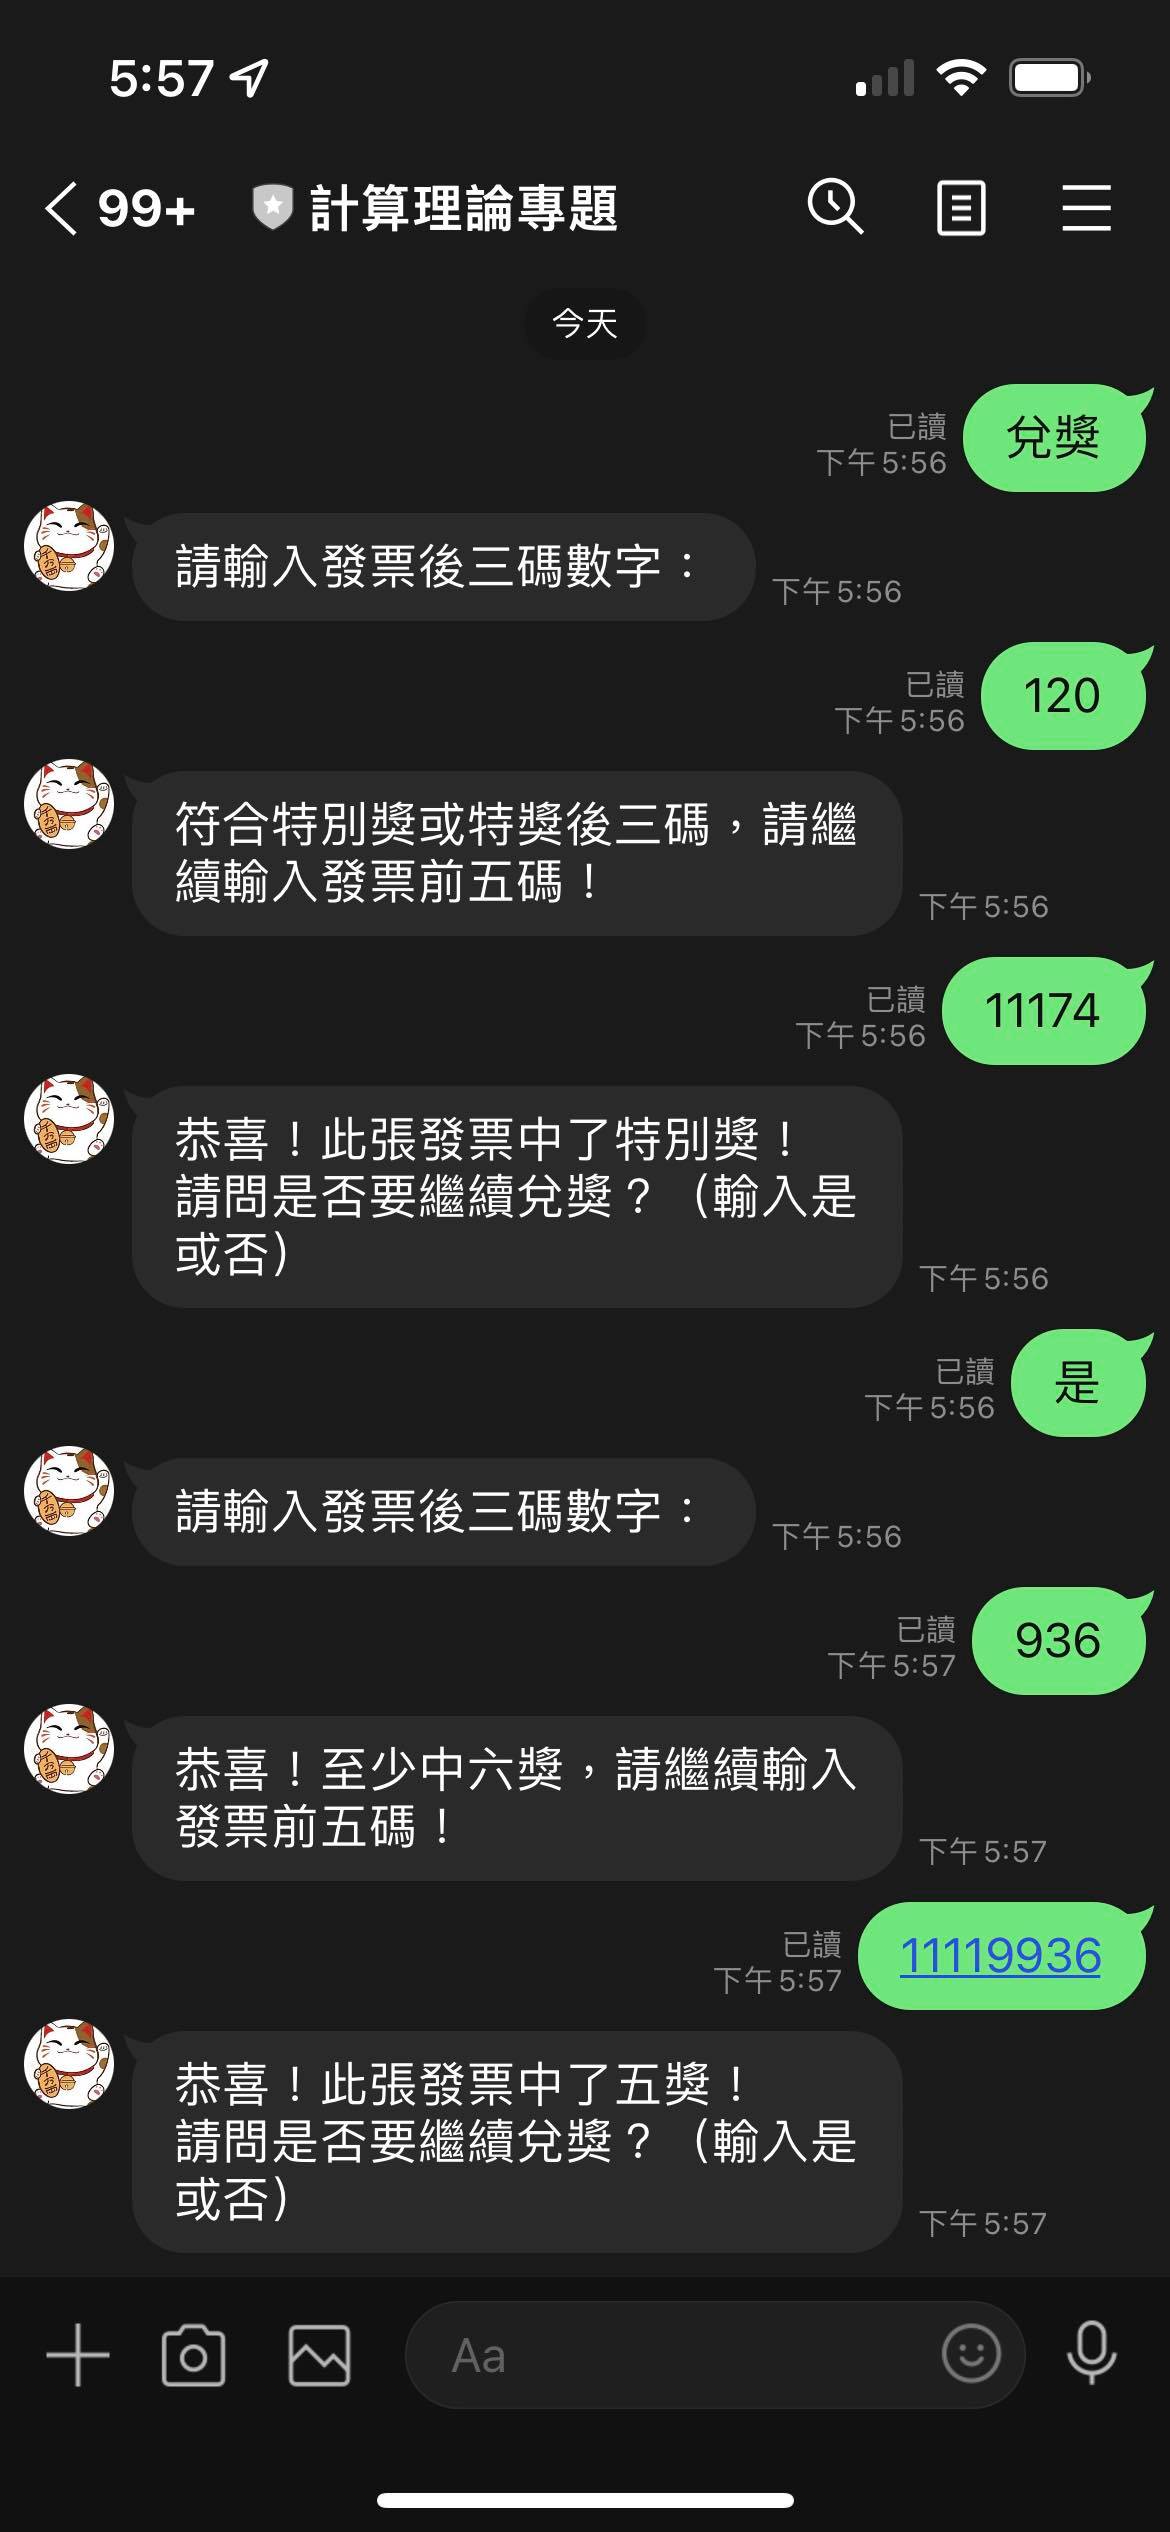 5:57
99+ 計算理論專題
今天
兌獎
已讀
下午 5:56
請輸入發票後三碼數字：
下午 5:56
120
已讀
下午 5:56
符合特別獎或特獎後三碼，請繼
續輸入發票前五碼！
下午 5:56
11174
已讀
下午 5:56
恭喜！此張發票中了特別獎！
請問是否要繼續兌獎？（輸入是
或否）
下午 5:56
是
已讀
下午 5:56
請輸入發票後三碼數字：
下午 5:56
936
已讀
下午 5:57
恭喜！至少中六獎，請繼續輸入
發票前五碼！
下午 5:57
11119936
已讀
下午 5:57
恭喜！此張發票中了五獎！
請問是否要繼續兌獎？（輸入是
或否）
下午 5:57
Aa